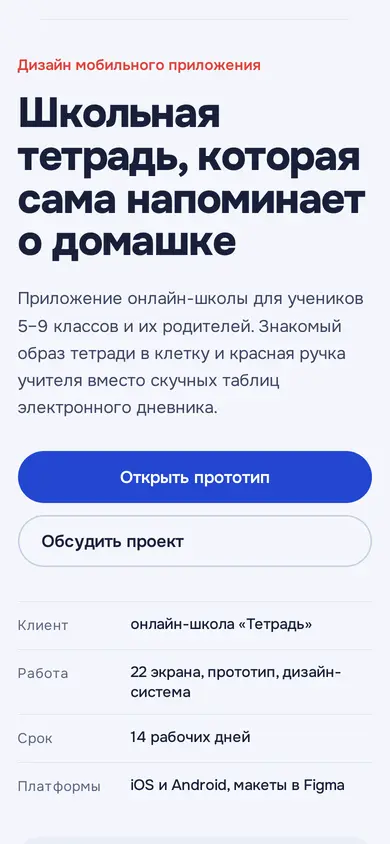 Дизайн мобильного приложения
Школьная
тетрадь, которая
сама напоминает
о домашке
Приложение онлайн-школы для учеников
5–9 классов и их родителей. Знакомый
образ тетради в клетку и красная ручка
учителя вместо скучных таблиц
электронного дневника.
Открыть прототип
Обсудить проект
Клиент онлайн-школа «Тетрадь»
Работа 22 экрана, прототип, дизайн-
система
Срок 14 рабочих дней
Платформы iOS и Android, макеты в Figma